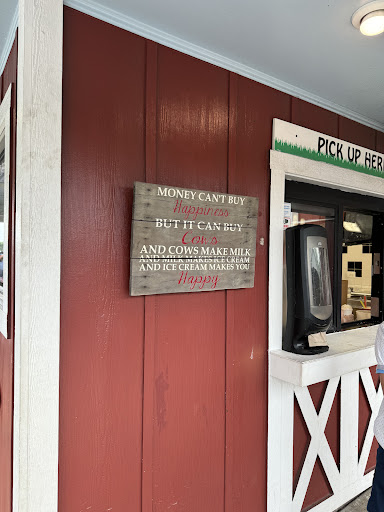 MONEY CAN'T BUY
Happiness
BUT IT CAN BUY
Cow's
AND COWS MAKE MILK
AND MILK MAKES ICE CREAM
AND ICE CREAM MAKES YOU
Happy
PICK UP HER